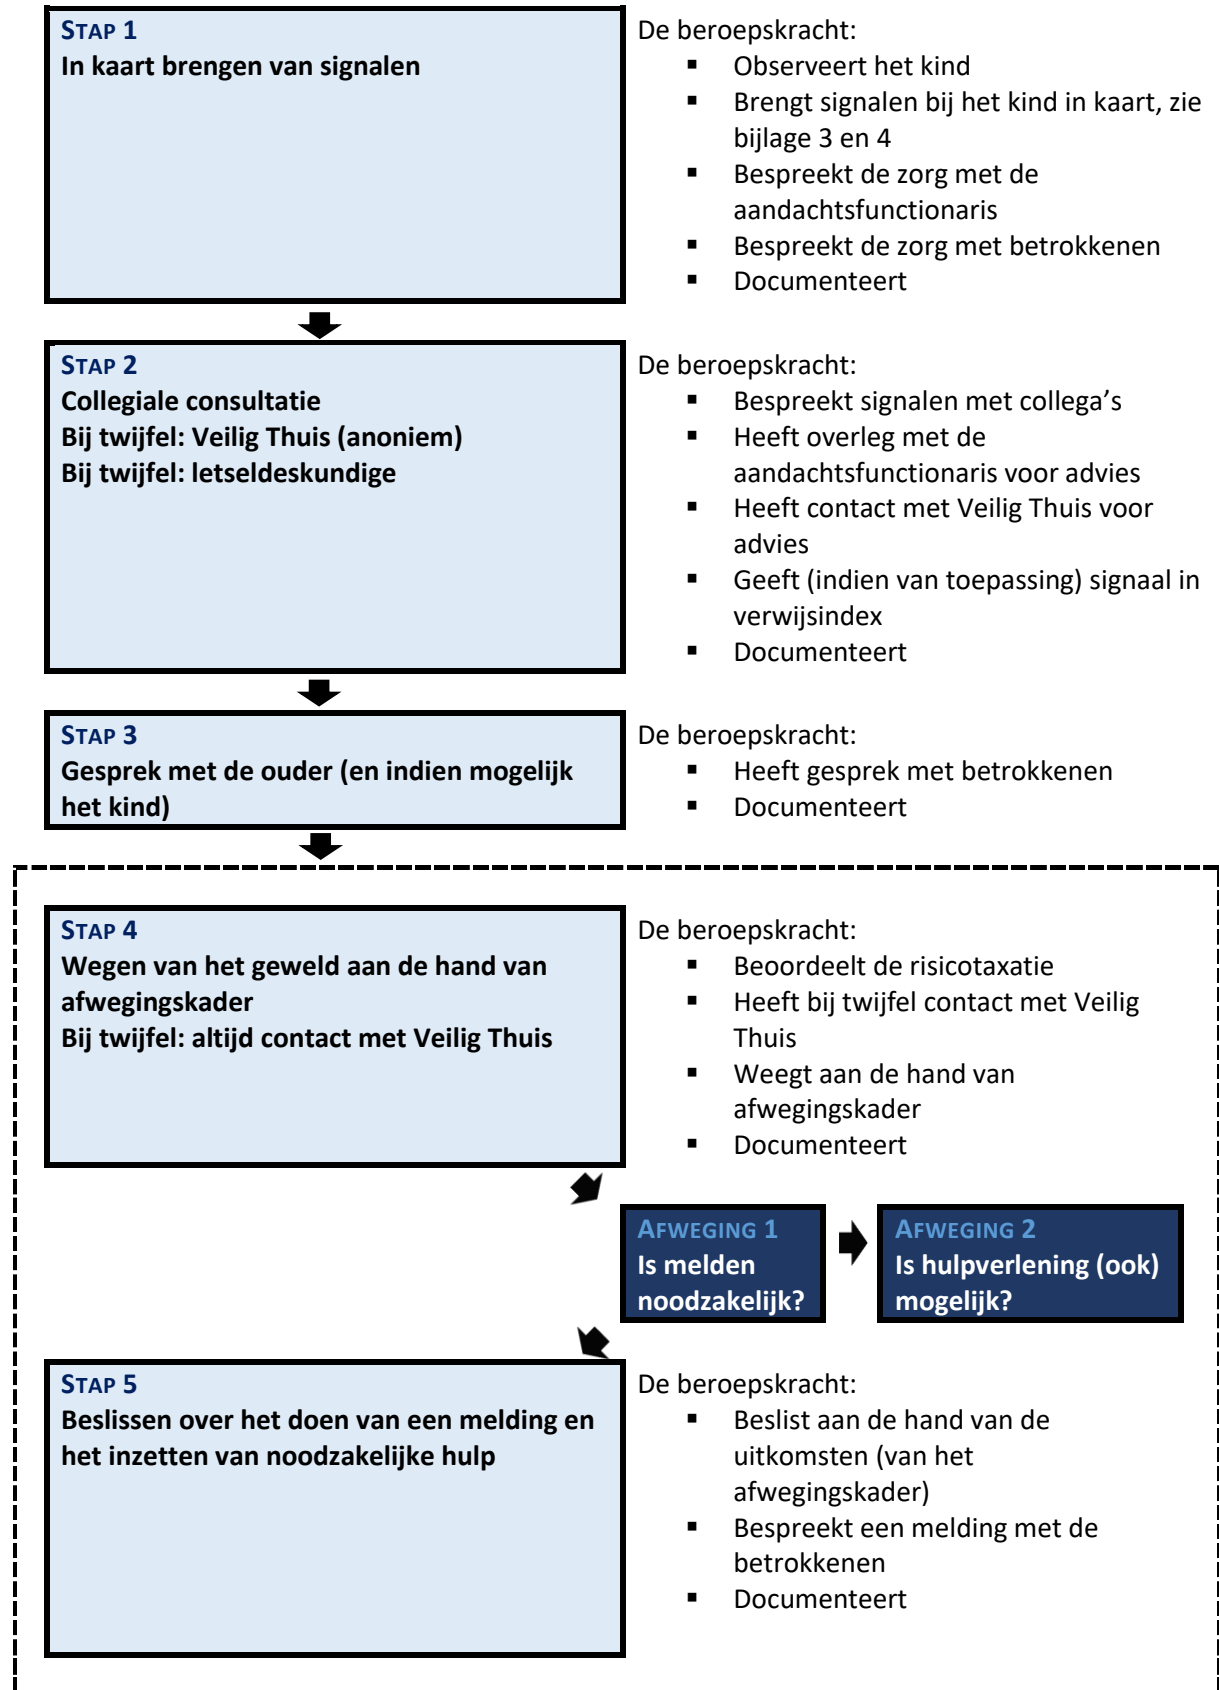 STAP 1
In kaart brengen van signalen
De beroepskracht:
▪ Observeert het kind
▪ Brengt signalen bij het kind in kaart, zie
bijlage 3 en 4
▪ Bespreekt de zorg met de
aandachtsfunctionaris
▪ Bespreekt de zorg met betrokkenen
▪ Documenteert
STAP 2
Collegiale consultatie
Bij twijfel: Veilig Thuis (anoniem)
Bij twijfel: letseldeskundige
De beroepskracht:
▪ Bespreekt signalen met collega’s
▪ Heeft overleg met de
aandachtsfunctionaris voor advies
▪ Heeft contact met Veilig Thuis voor
advies
▪ Geeft (indien van toepassing) signaal in
verwijsindex
▪ Documenteert
STAP 3
Gesprek met de ouder (en indien mogelijk
het kind)
De beroepskracht:
▪ Heeft gesprek met betrokkenen
▪ Documenteert
STAP 4
Wegen van het geweld aan de hand van
afwegingskader
Bij twijfel: altijd contact met Veilig Thuis
De beroepskracht:
▪ Beoordeelt de risicotaxatie
▪ Heeft bij twijfel contact met Veilig
Thuis
▪ Weegt aan de hand van
afwegingskader
▪ Documenteert
AFWEGING 1
Is melden
noodzakelijk?
AFWEGING 2
Is hulpverlening (ook)
mogelijk?
STAP 5
Beslissen over het doen van een melding en
het inzetten van noodzakelijke hulp
De beroepskracht:
▪ Beslist aan de hand van de
uitkomsten (van het
afwegingskader)
▪ Bespreekt een melding met de
betrokkenen
▪ Documenteert